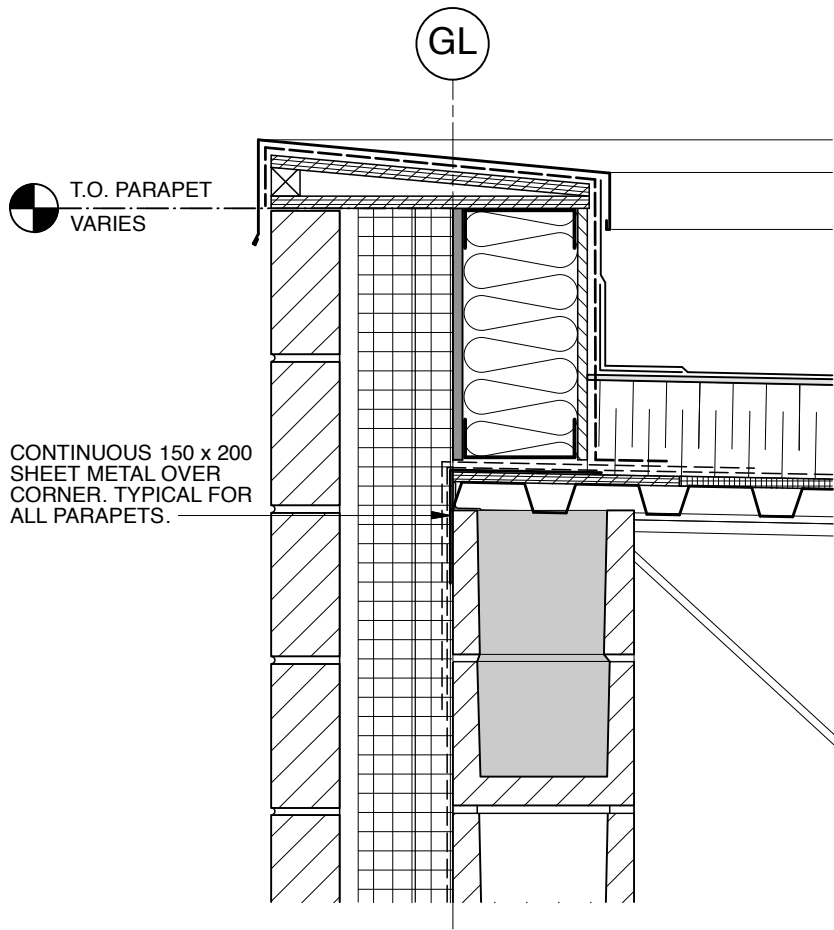 GL
T.O. PARAPET
VARIES
CONTINUOUS 150 x 200
SHEET METAL OVER
CORNER. TYPICAL FOR
ALL PARAPETS.